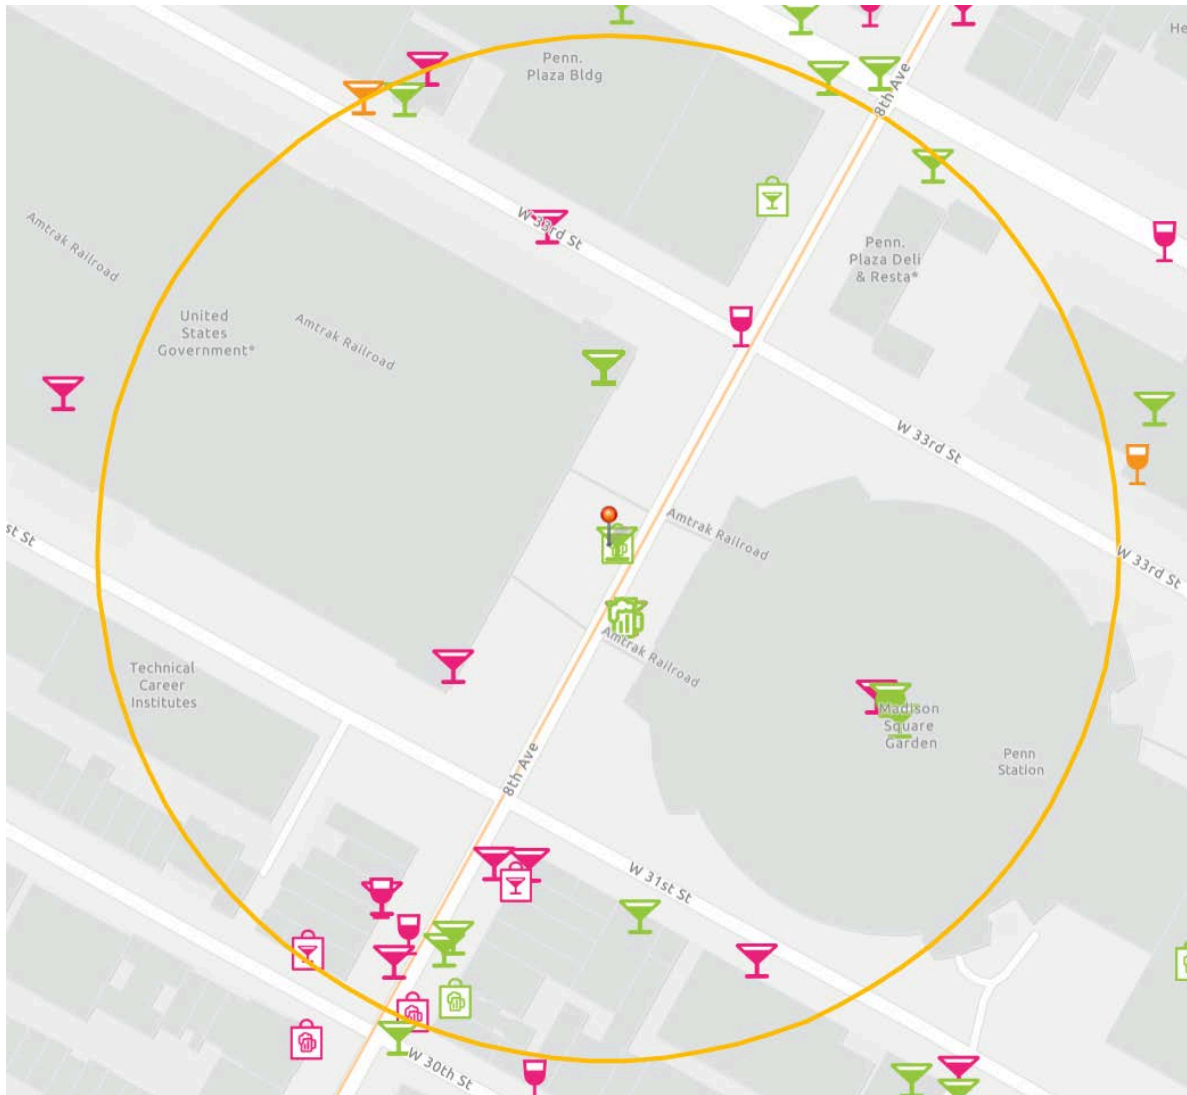 He
Penn.
Plaza Bldg
8th Ave
Amtrak Railroad
W 33rd St
Penn.
Plaza Deli
& Resta*
United
States
Government*
Amtrak Railroad
W 33rd St
st St
Amtrak Railroad
W 33rd St
Amtrak Railroad
Technical
Career
Institutes
Madison
Square
Garden
Penn
Station
8th Ave
W 31st St
W 30th St